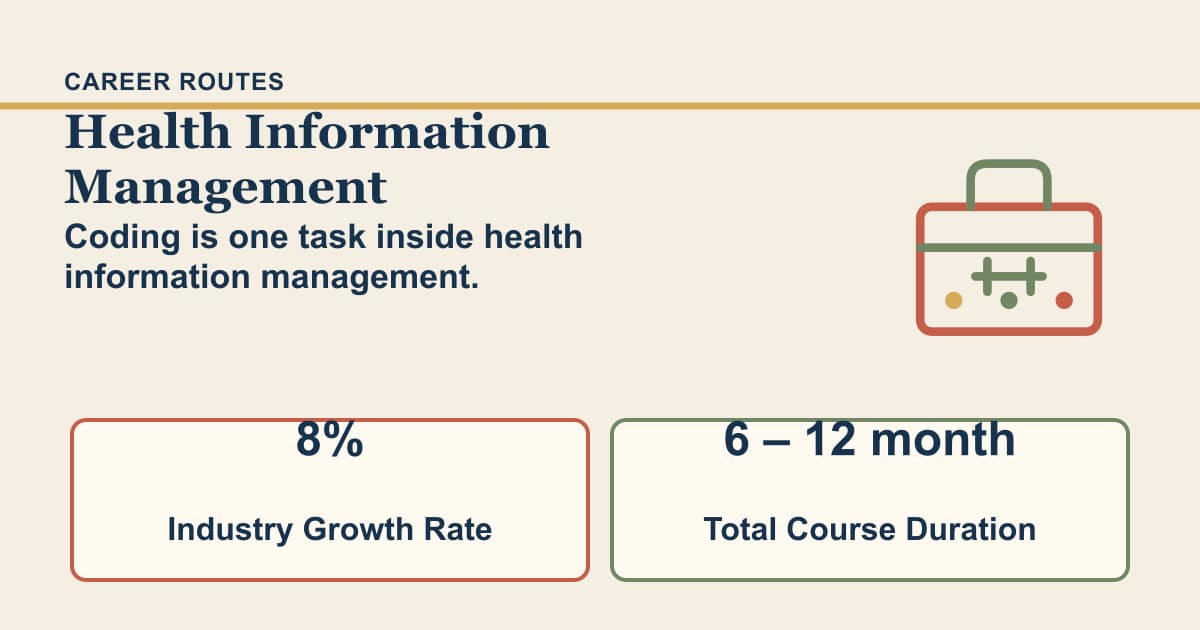 CAREER ROUTES
Health Information
Management
Coding is one task inside health
information management.
8%
Industry Growth Rate
6 – 12 month
Total Course Duration